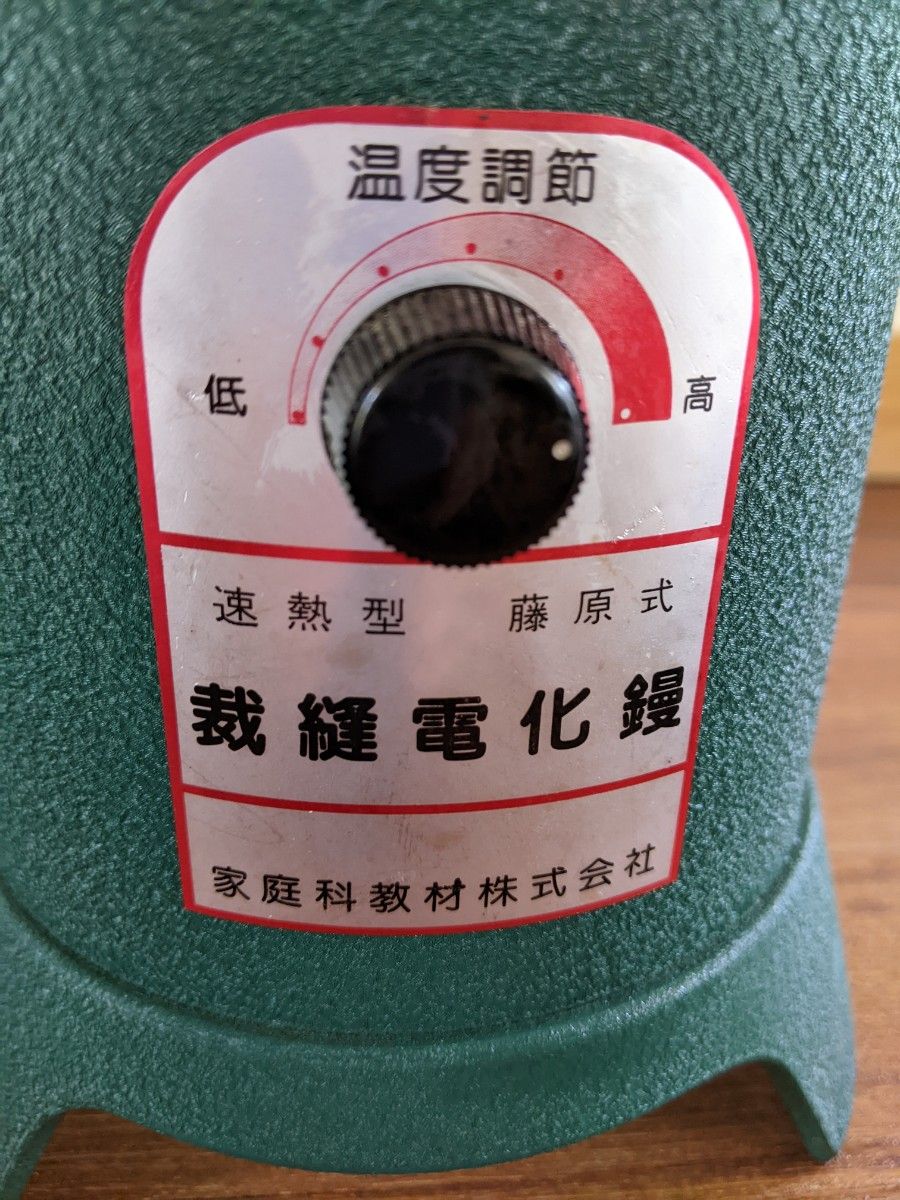 温度調節
低 高
速熱型 藤原式
裁縫電化鏝
家庭科教材株式会社